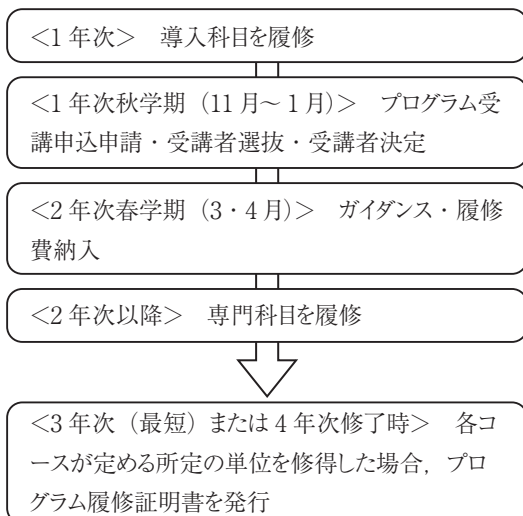 <1年次>　導入科目を履修
<1年次秋学期（11月～1月）>　プログラム受
講申込申請・受講者選抜・受講者決定
<2年次春学期（3・4月）>　ガイダンス・履修
費納入
<2年次以降>　専門科目を履修
<3年次（最短）または4年次修了時>　各コ
ースが定める所定の単位を修得した場合，プロ
グラム履修証明書を発行